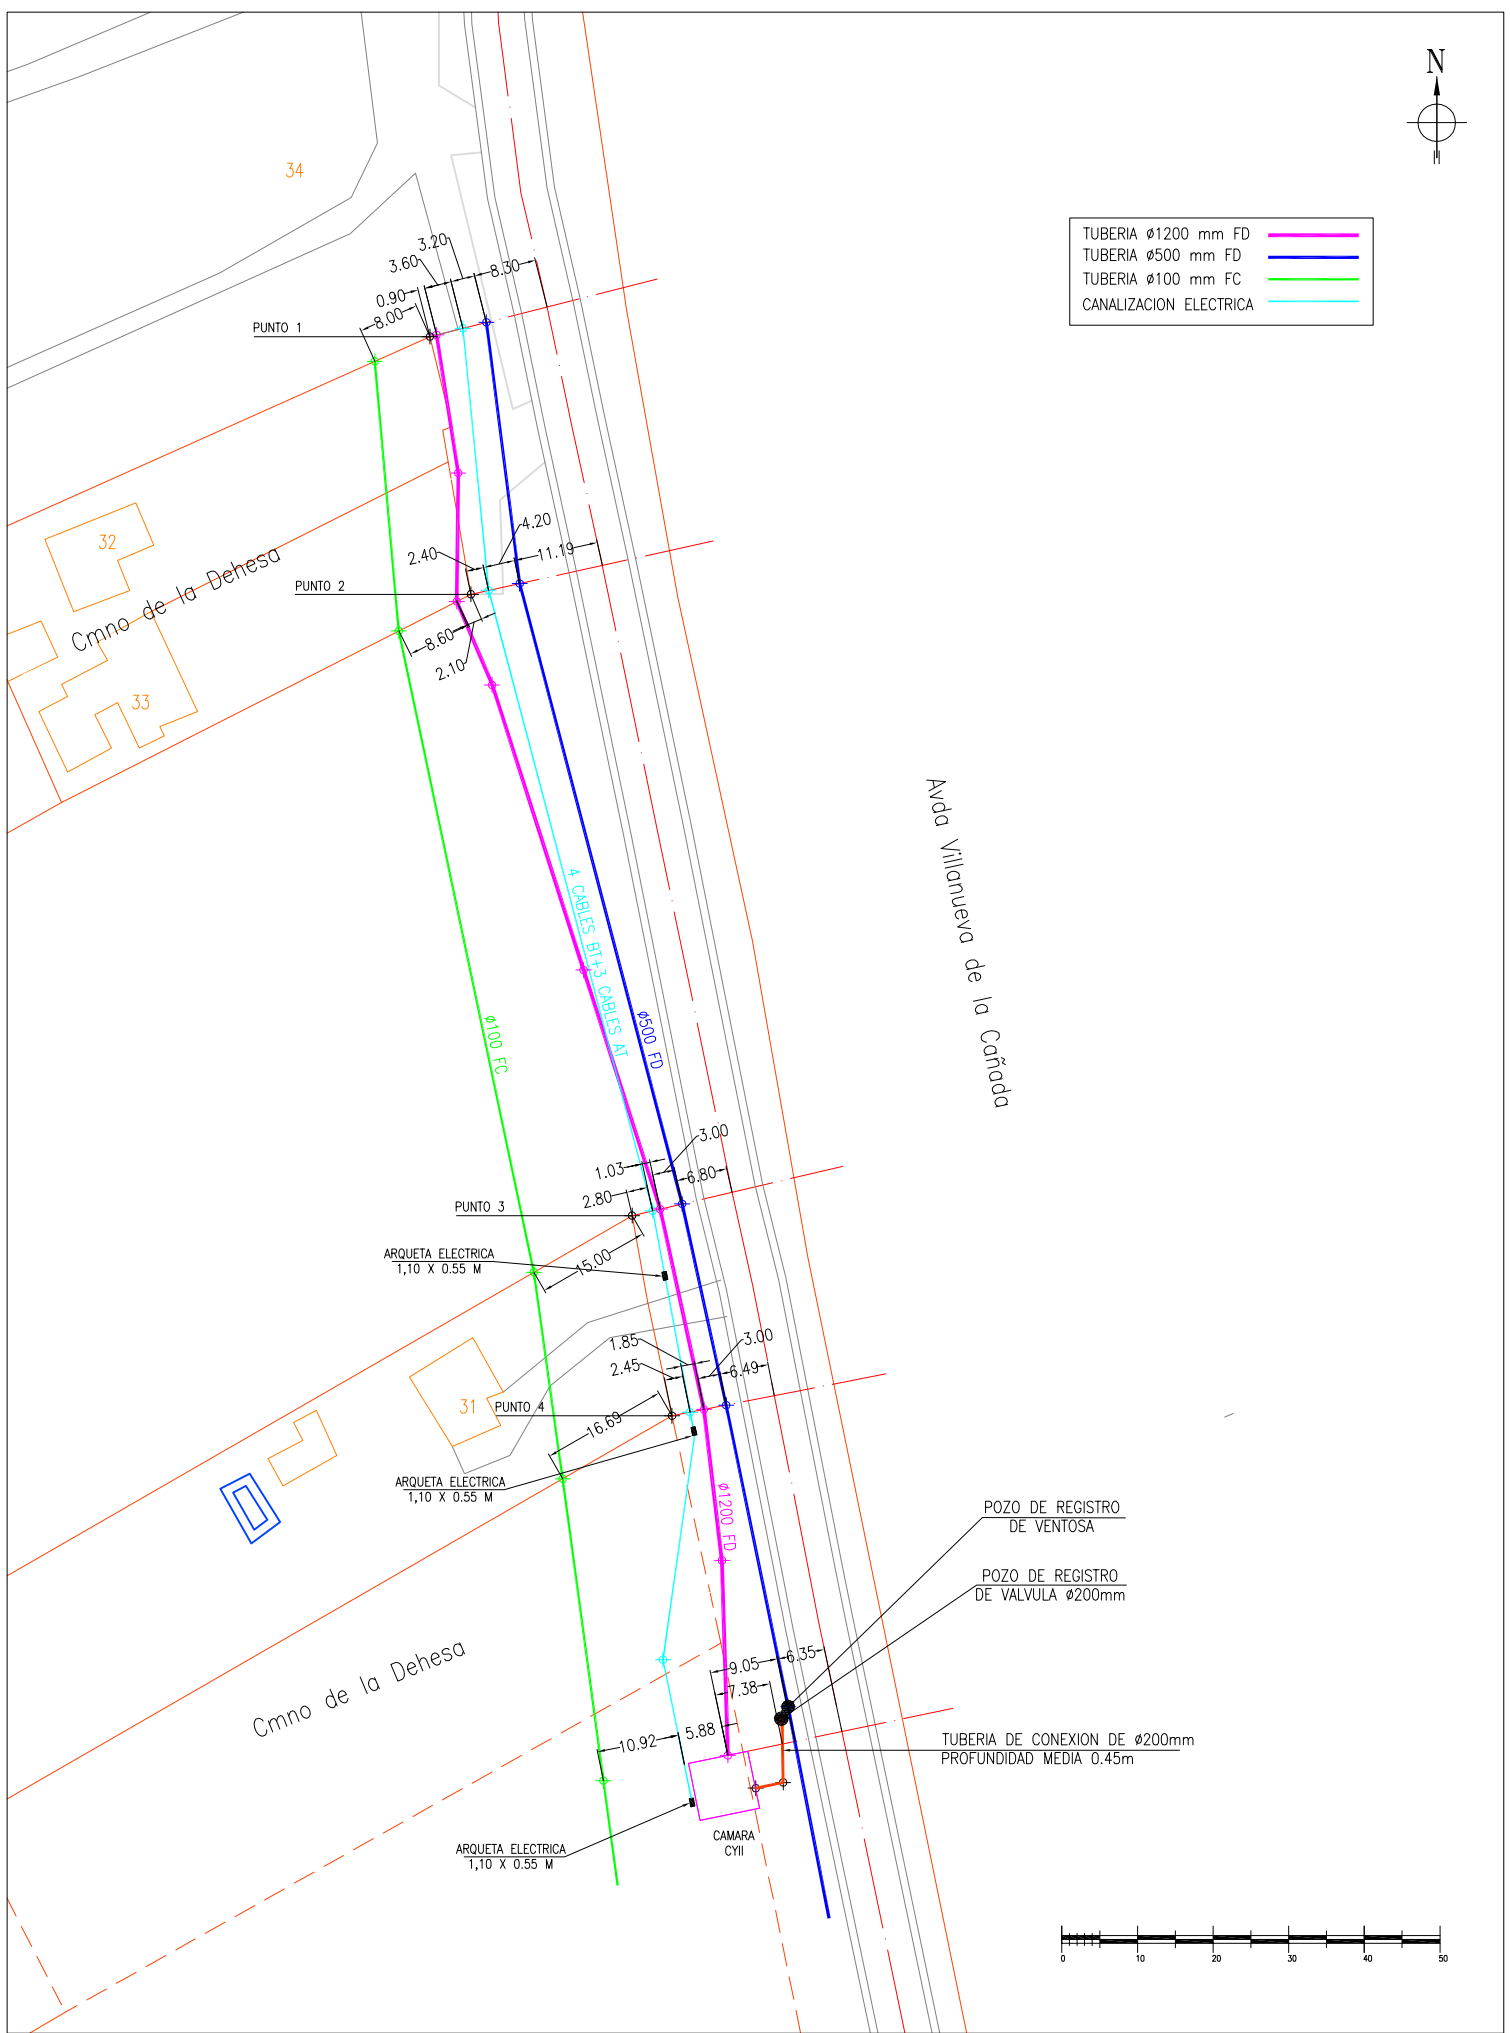 N
34
TUBERIA ø1200 mm FD
TUBERIA ø500 mm FD
TUBERIA ø100 mm FC
CANALIZACION ELECTRICA
3.20
3.60
8.30
0.90
8.00
PUNTO 1
32
Cmno de la Dehesa
4.20
2.40
11.19
PUNTO 2
8.60
2.10
33
Avda Villanueva de la Cañada
4 CABLES BT+3 CABLES AT
ø500 FD
ø100 FC
3.00
1.03
6.80
2.80
PUNTO 3
ARQUETA ELECTRICA
1,10 X 0.55 M
15.00
1.85
3.00
2.45
6.49
31
PUNTO 4
16.69
ARQUETA ELECTRICA
1,10 X 0.55 M
ø1200 FD
POZO DE REGISTRO
DE VENTOSA
POZO DE REGISTRO
DE VALVULA ø200mm
Cmno de la Dehesa
9.05
6.35
7.38
5.88
10.92
TUBERIA DE CONEXION DE ø200mm
PROFUNDIDAD MEDIA 0.45m
CAMARA
CYII
ARQUETA ELECTRICA
1,10 X 0.55 M
0 10 20 30 40 50